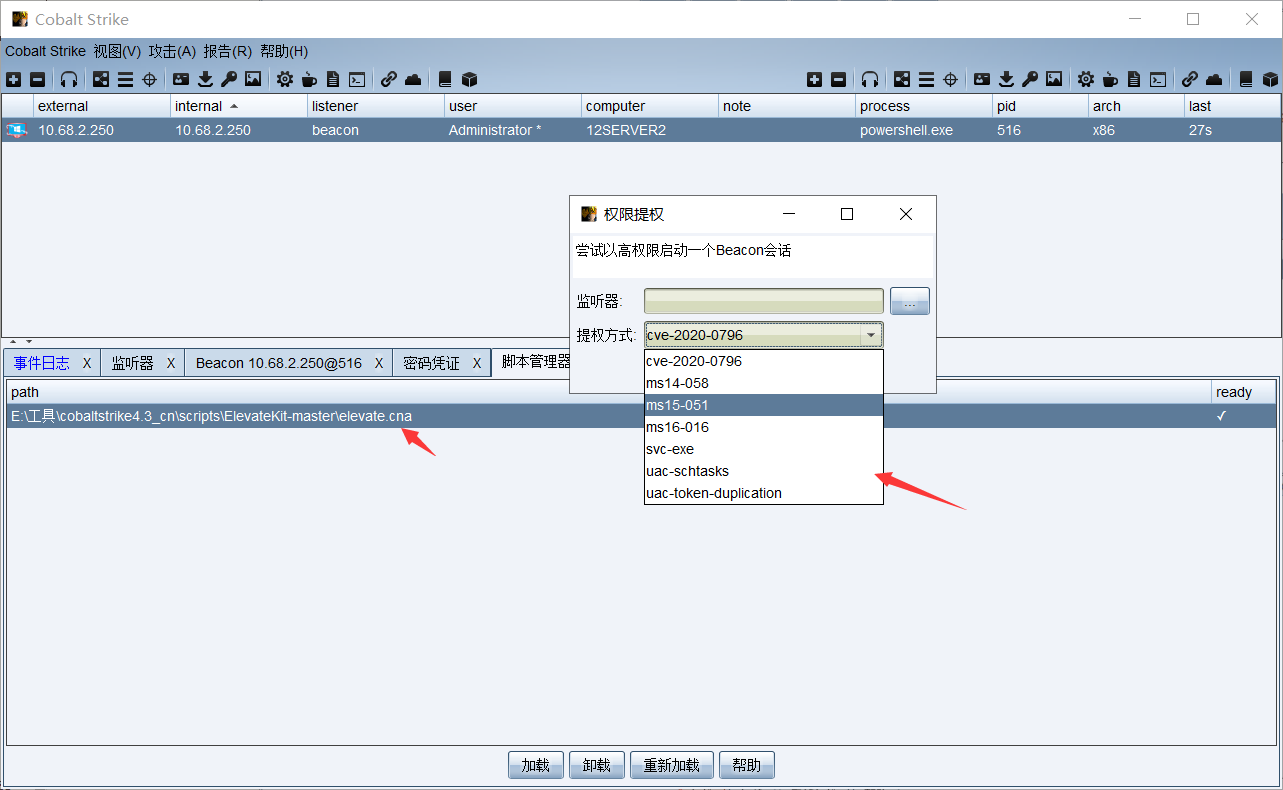 Cobalt Strike
Cobalt Strike 视图(V) 攻击(A) 报告(R) 帮助(H)
external internal listener user computer note process pid arch last
10.68.2.250 10.68.2.250 beacon Administrator * 12SERVER2 powershell.exe 516 x86 27s
权限提权
尝试以高权限启动一个Beacon会话
监听器:
...
提权方式: cve-2020-0796
cve-2020-0796
ms14-058
ms15-051
ms16-016
svc-exe
uac-schtasks
uac-token-duplication
事件日志 X 监听器 X Beacon 10.68.2.250@516 X 密码凭证 X 脚本管理器
path ready
E:\工具\cobaltstrike4.3_cn\scripts\ElevateKit-master\elevate.cna ✓
加载 卸载 重新加载 帮助